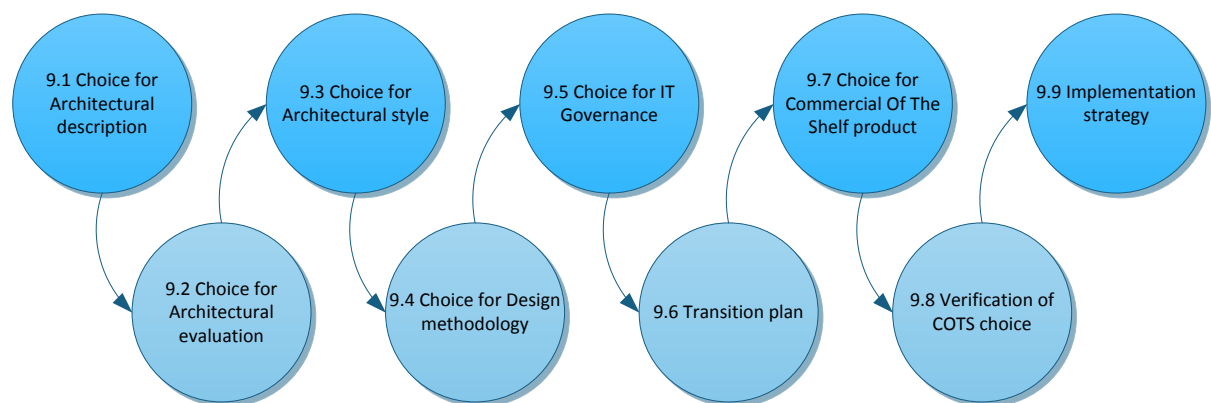 9.1 Choice for
Architectural
description
9.2 Choice for
Architectural
evaluation
9.3 Choice for
Architectural style
9.4 Choice for Design
methodology
9.5 Choice for IT
Governance
9.6 Transition plan
9.7 Choice for
Commercial Of The
Shelf product
9.8 Verification of
COTS choice
9.9 Implementation
strategy